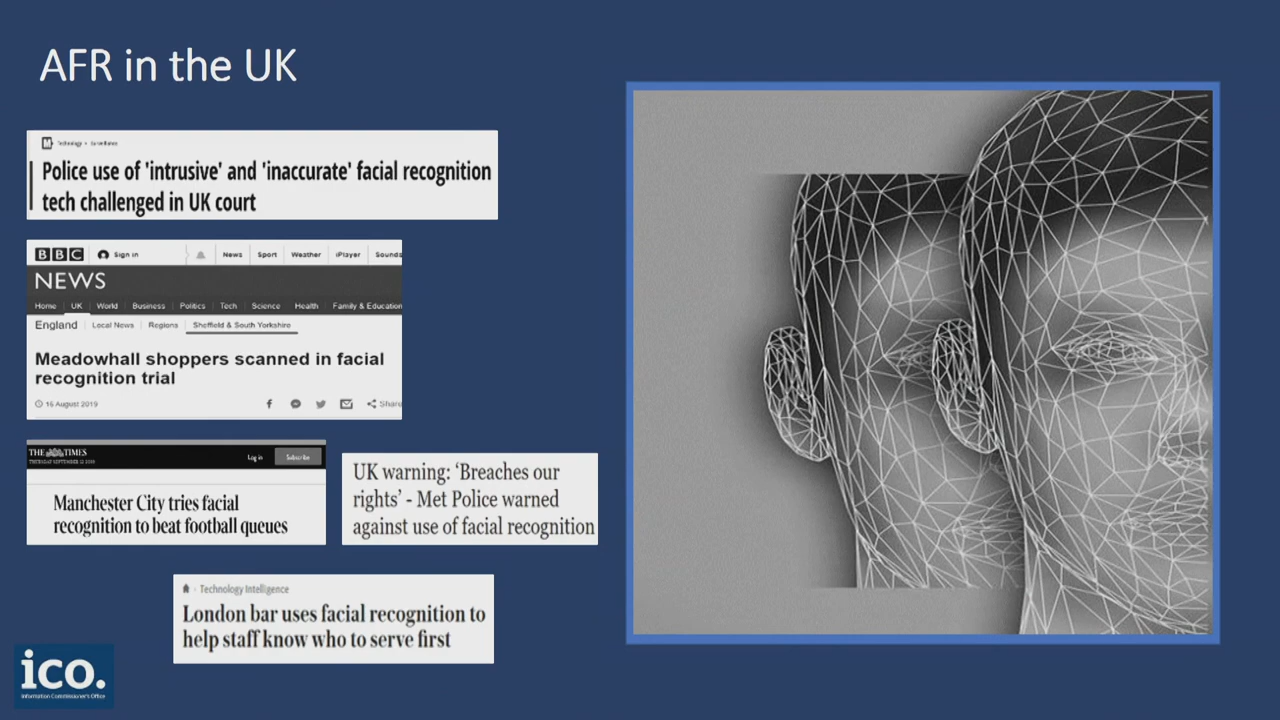 AFR in the UK
Technology > Surveillance
Police use of 'intrusive' and 'inaccurate' facial recognition
tech challenged in UK court
BBC Sign in News Sport Weather iPlayer Sounds
NEWS
Home UK World Business Politics Tech Science Health Family & Education
England Local News Regions Sheffield & South Yorkshire
Meadowhall shoppers scanned in facial
recognition trial
16 August 2019 Share
THE TIMES Log in Subscribe
Manchester City tries facial
recognition to beat football queues
UK warning: ‘Breaches our
rights’ - Met Police warned
against use of facial recognition
Technology Intelligence
London bar uses facial recognition to
help staff know who to serve first
ico.
Information Commissioner's Office